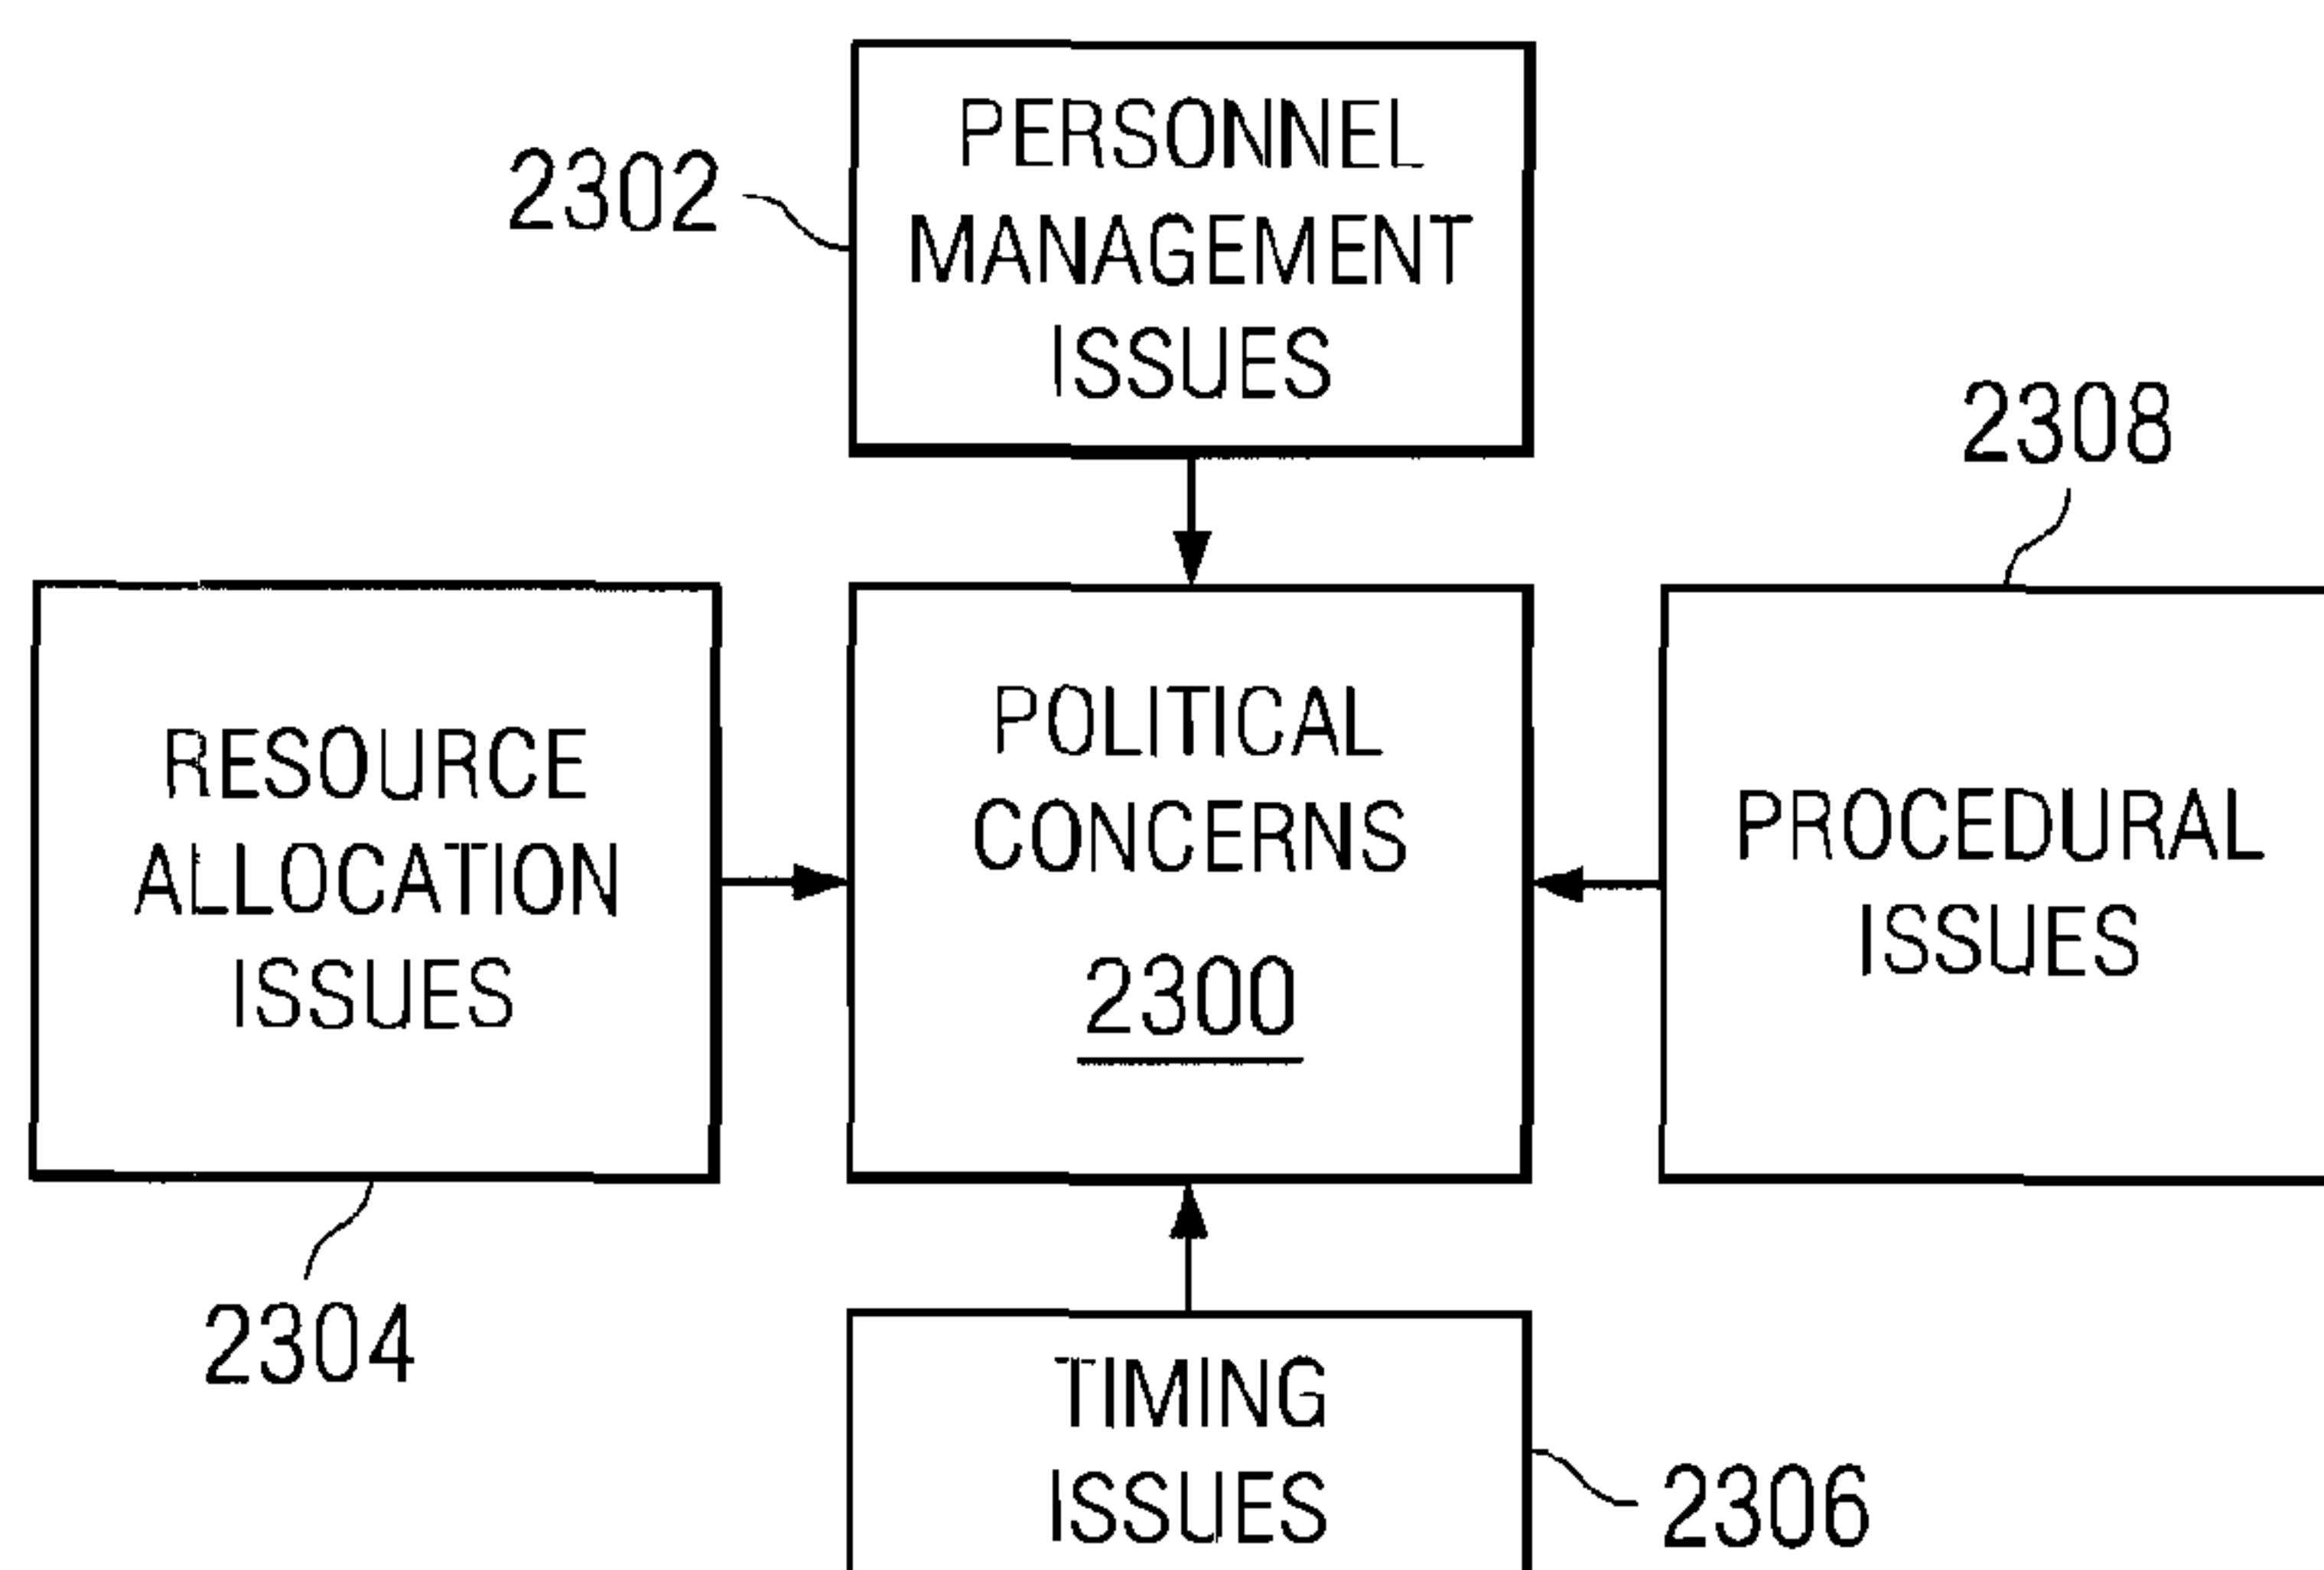 PERSONNEL
MANAGEMENT
ISSUES
2302
2308
RESOURCE
ALLOCATION
ISSUES
2304
POLITICAL
CONCERNS
2300
PROCEDURAL
ISSUES
TIMING
ISSUES
2306